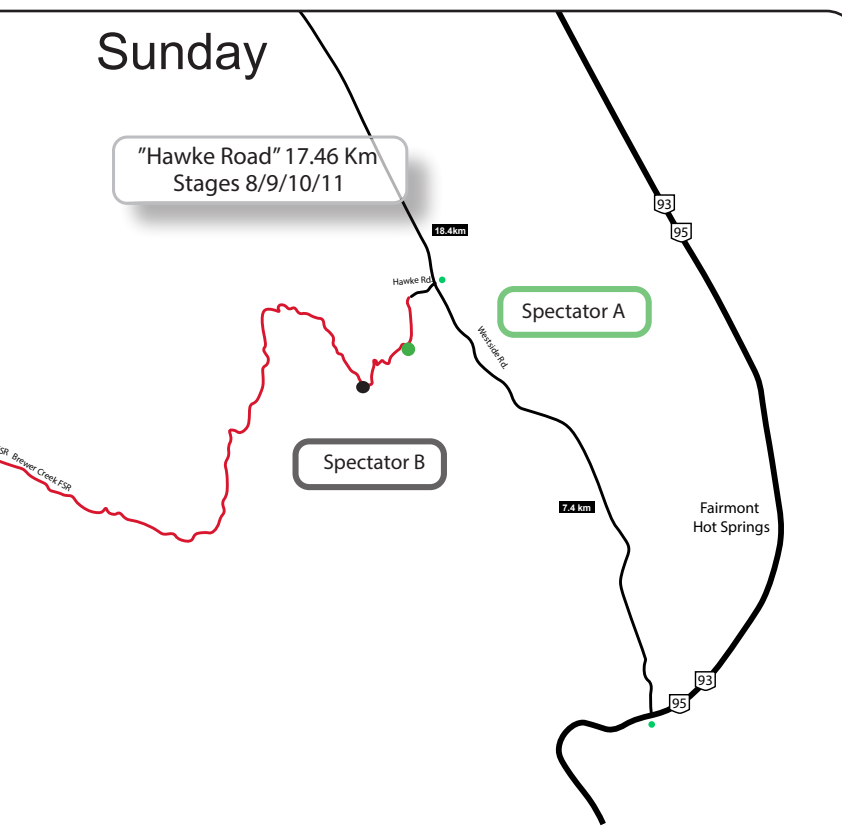 Sunday
"Hawke Road" 17.46 Km
Stages 8/9/10/11
93
95
18.4km
Hawke Rd.
Spectator A
Westside Rd.
Spectator B
SR Brewer Creek FSR
7.4 km
Fairmont
Hot Springs
93
95